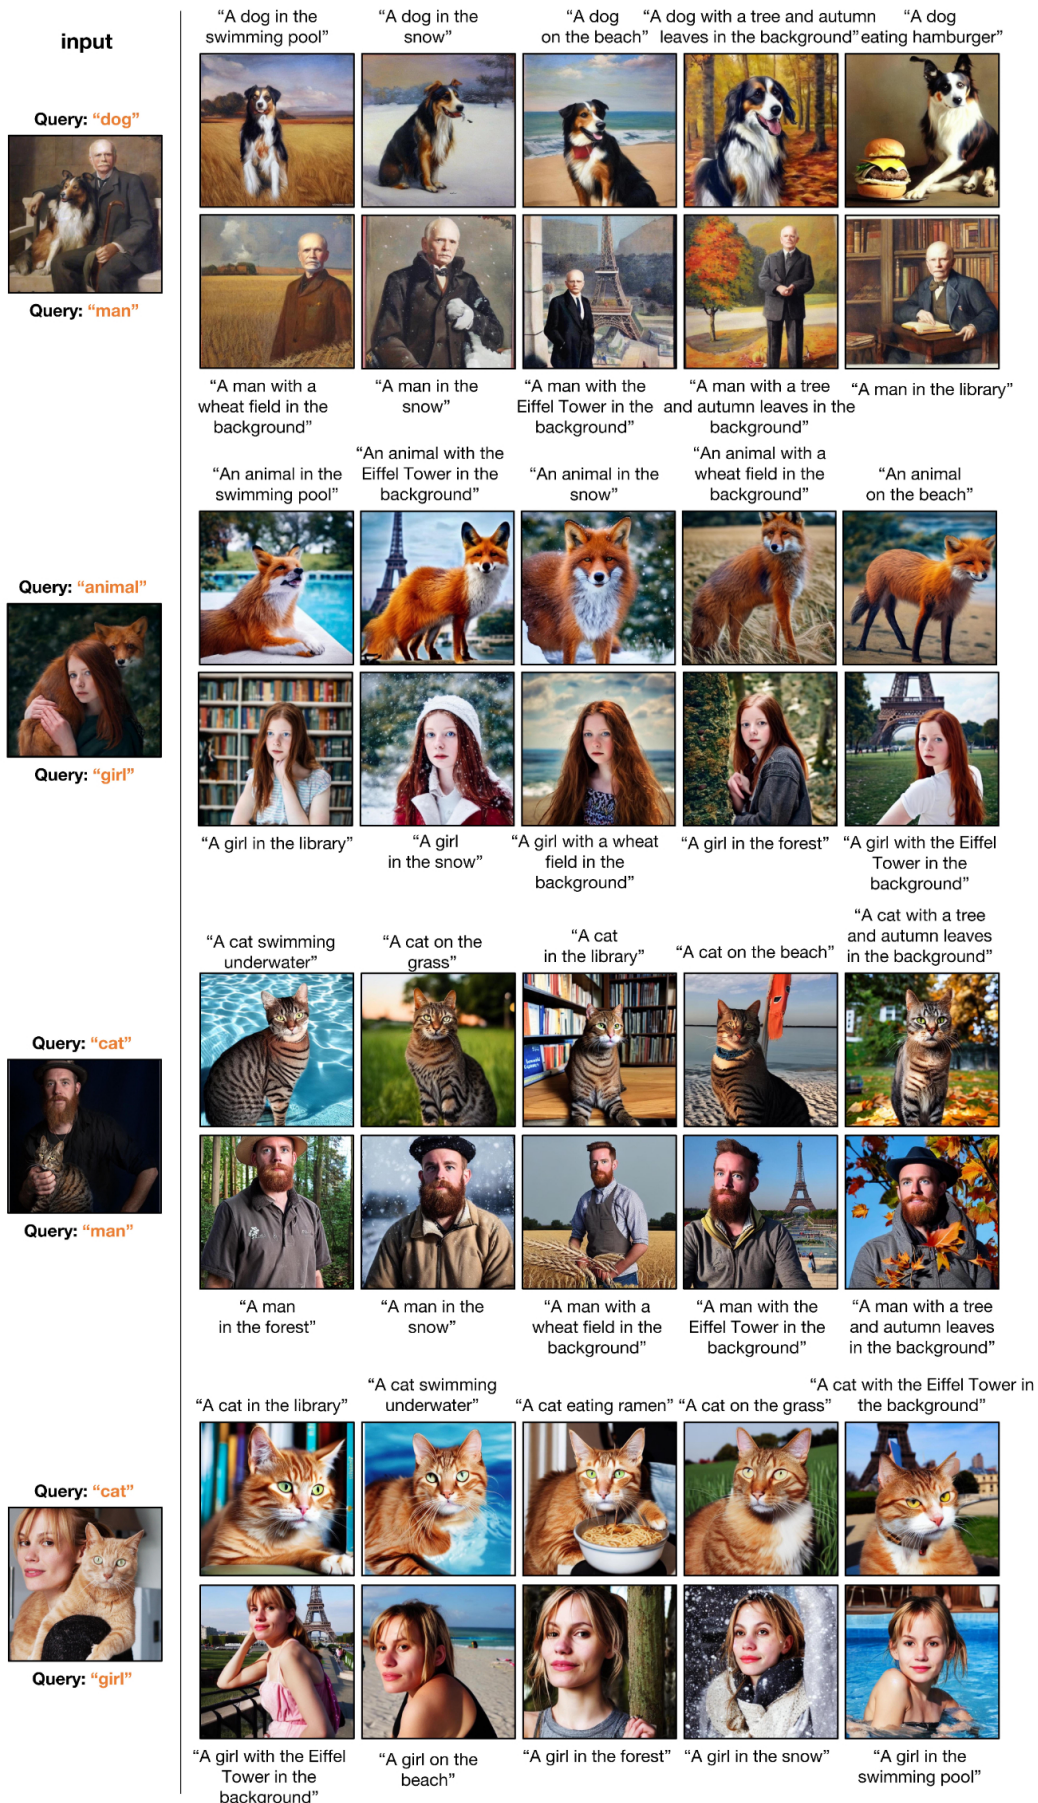 input
Query: "dog"
Query: "man"
"A dog in the
swimming pool"
"A dog in the
snow"
"A dog
on the beach"
"A dog with a tree and autumn
leaves in the background"
"A dog
eating hamburger"
"A man with a
wheat field in the
background"
"A man in the
snow"
"A man with the
Eiffel Tower in the
background"
"A man with a tree
and autumn leaves in the
background"
"A man in the library"
Query: "animal"
Query: "girl"
"An animal in the
swimming pool"
"An animal with the
Eiffel Tower in the
background"
"An animal in the
snow"
"An animal with a
wheat field in the
background"
"An animal
on the beach"
"A girl in the library"
"A girl
in the snow"
"A girl with a wheat
field in the
background"
"A girl in the forest"
"A girl with the Eiffel
Tower in the
background"
Query: "cat"
Query: "man"
"A cat swimming
underwater"
"A cat on the
grass"
"A cat
in the library"
"A cat on the beach"
"A cat with a tree
and autumn leaves
in the background"
"A man
in the forest"
"A man in the
snow"
"A man with a
wheat field in the
background"
"A man with the
Eiffel Tower in the
background"
"A man with a tree
and autumn leaves
in the background"
Query: "cat"
Query: "girl"
"A cat in the library"
"A cat swimming
underwater"
"A cat eating ramen"
"A cat on the grass"
"A cat with the Eiffel Tower in
the background"
"A girl with the Eiffel
Tower in the
background"
"A girl on the
beach"
"A girl in the forest"
"A girl in the snow"
"A girl in the
swimming pool"